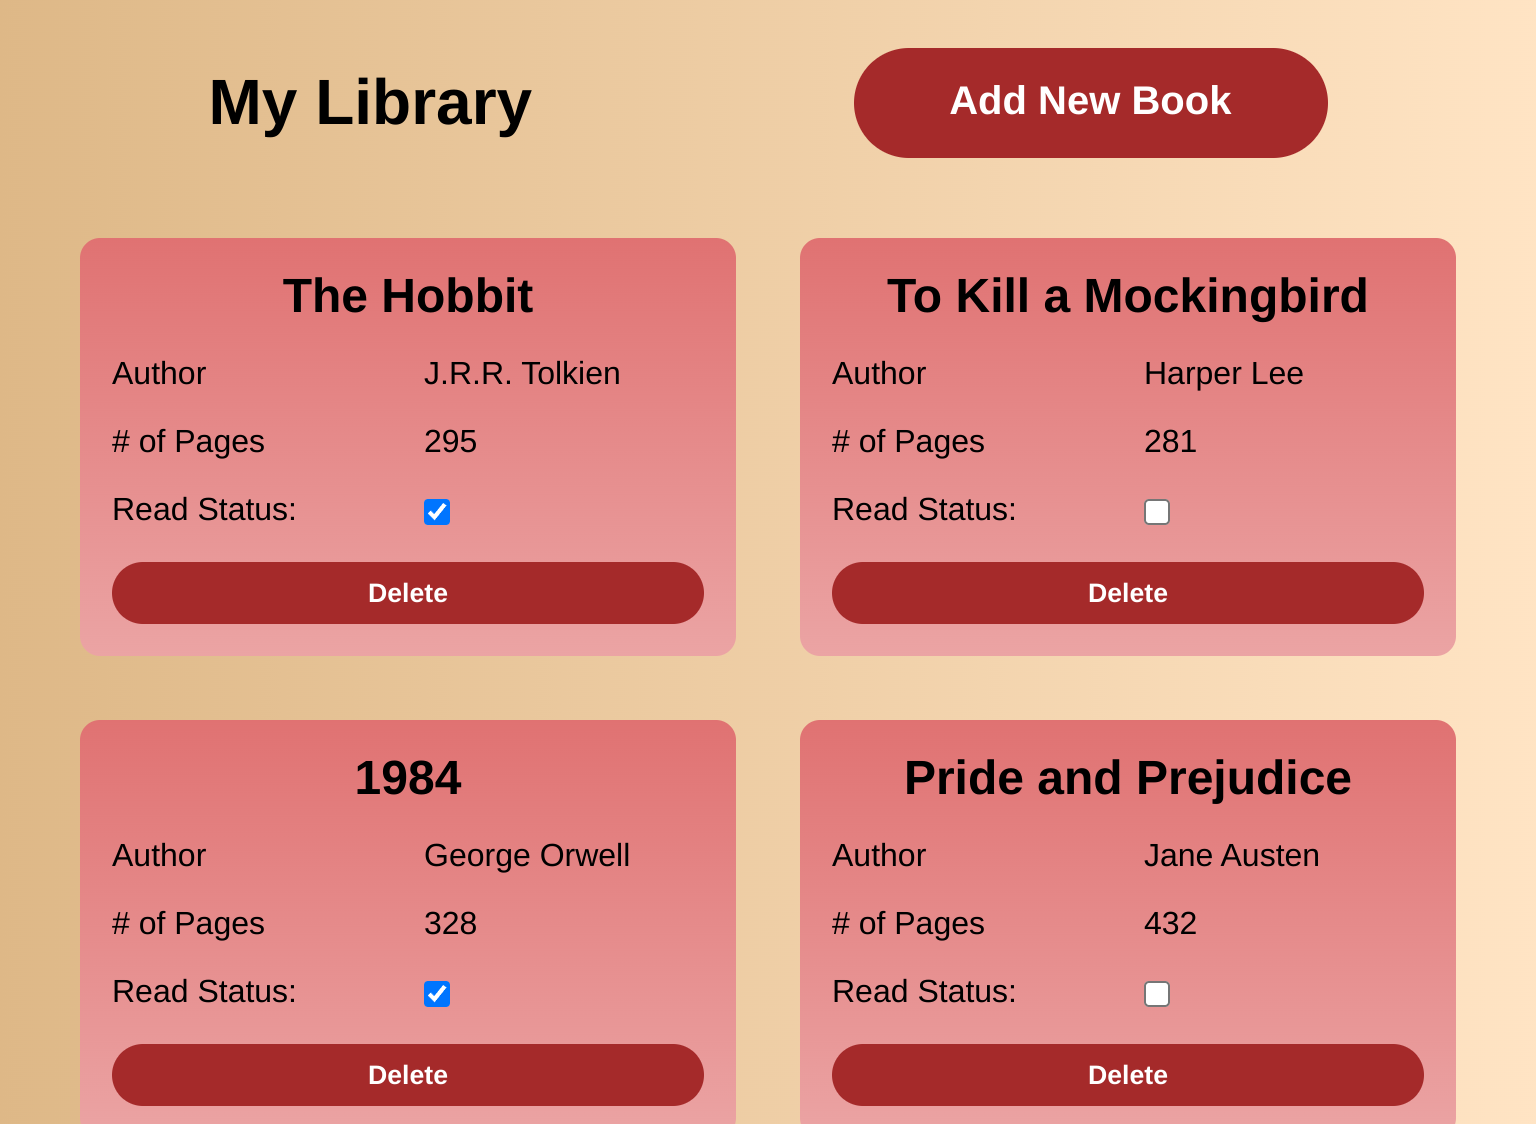 My Library
Add New Book
The Hobbit
Author J.R.R. Tolkien
# of Pages 295
Read Status:
Delete
To Kill a Mockingbird
Author Harper Lee
# of Pages 281
Read Status:
Delete
1984
Author George Orwell
# of Pages 328
Read Status:
Delete
Pride and Prejudice
Author Jane Austen
# of Pages 432
Read Status:
Delete